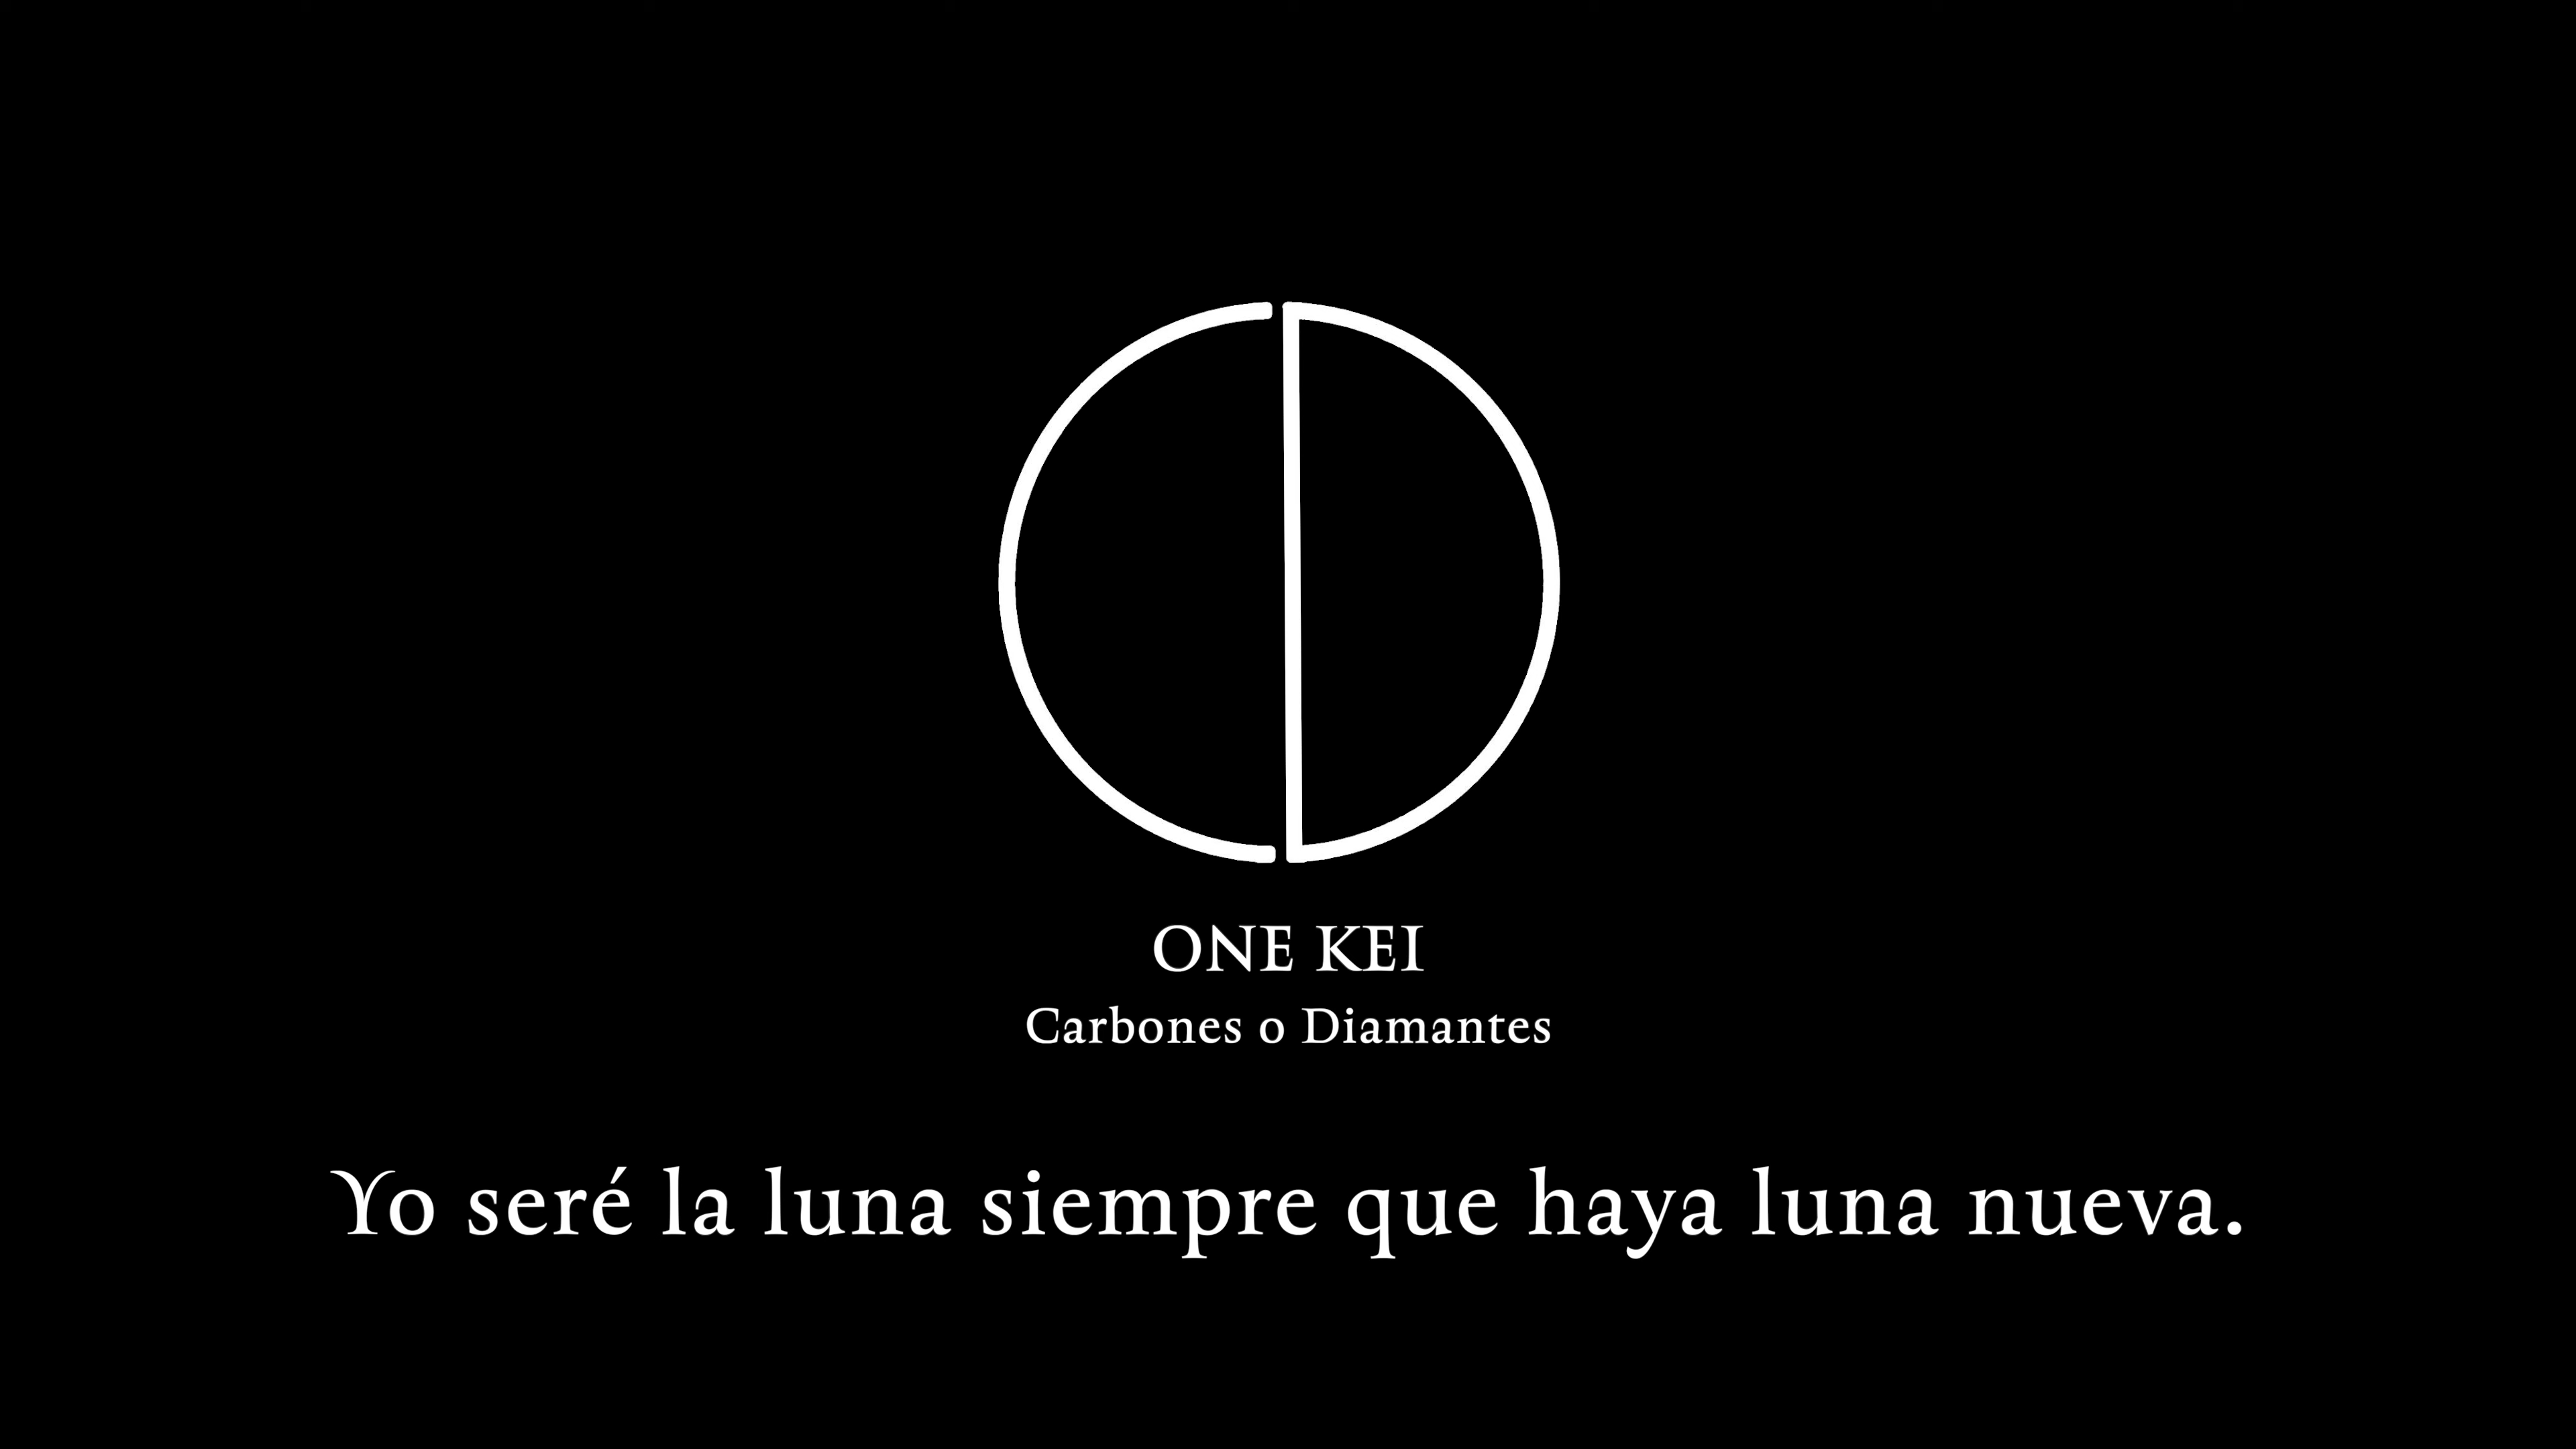 ONE KEI
Carbones o Diamantes
Yo seré la luna siempre que haya luna nueva.